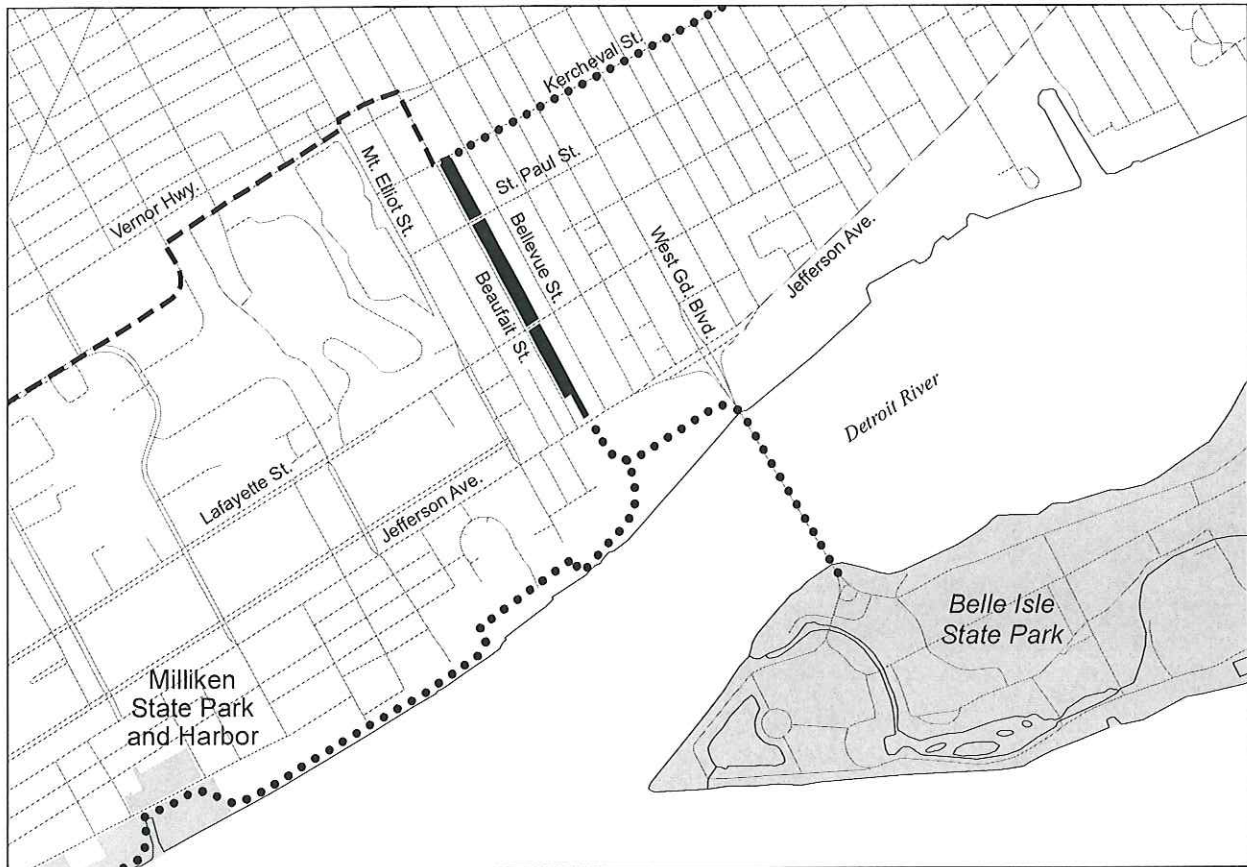 Kercheval St.
St. Paul St.
Mt. Elliot St.
Vernor Hwy.
Bellevue St.
West Gd. Blvd.
Jefferson Ave.
Beaufait St.
Detroit River
Lafayette St.
Jefferson Ave.
Belle Isle
State Park
Milliken
State Park
and Harbor